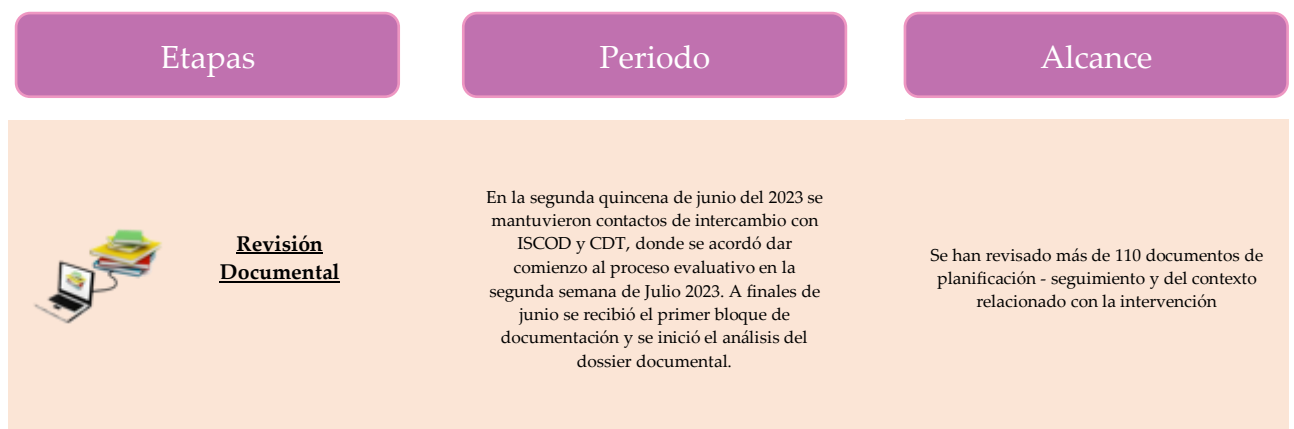 Etapas
Periodo
Alcance
Revisión
Documental
En la segunda quincena de junio del 2023 se
mantuvieron contactos de intercambio con
ISCOD y CDT, donde se acordó dar
comienzo al proceso evaluativo en la
segunda semana de Julio 2023. A finales de
junio se recibió el primer bloque de
documentación y se inició el análisis del
dossier documental.
Se han revisado más de 110 documentos de
planificación - seguimiento y del contexto
relacionado con la intervención